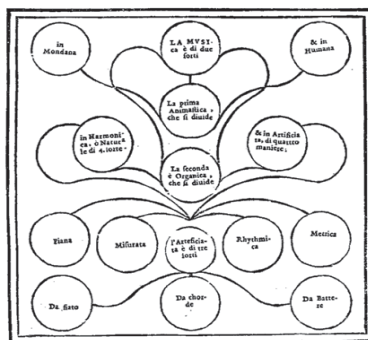 in
Mondana
LA MVSI-
ca è di due
sorti
& in
Humana
La prima
Animastica,
che si diuide
in Harmoni-
ca, ò Natura
le di 4. sorte.
& in Artificia
ta, di quattro
maniere;
La seconda
è Organica,
che si diuide
Piana
Misurata
l'Arteficia-
ta è di tre
sorti
Rhythmi-
ca
Metrica
Da fiato
Da chor-
de
Da Batte-
re